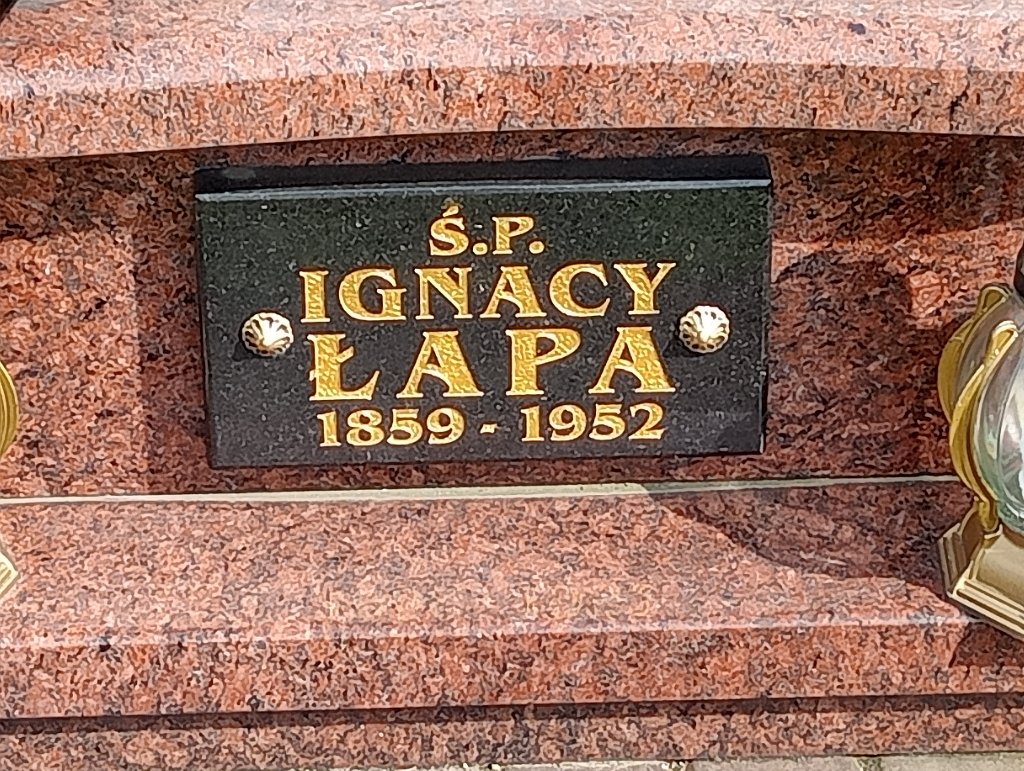 Ś.P.
IGNACY
ŁAPA
1859 - 1952